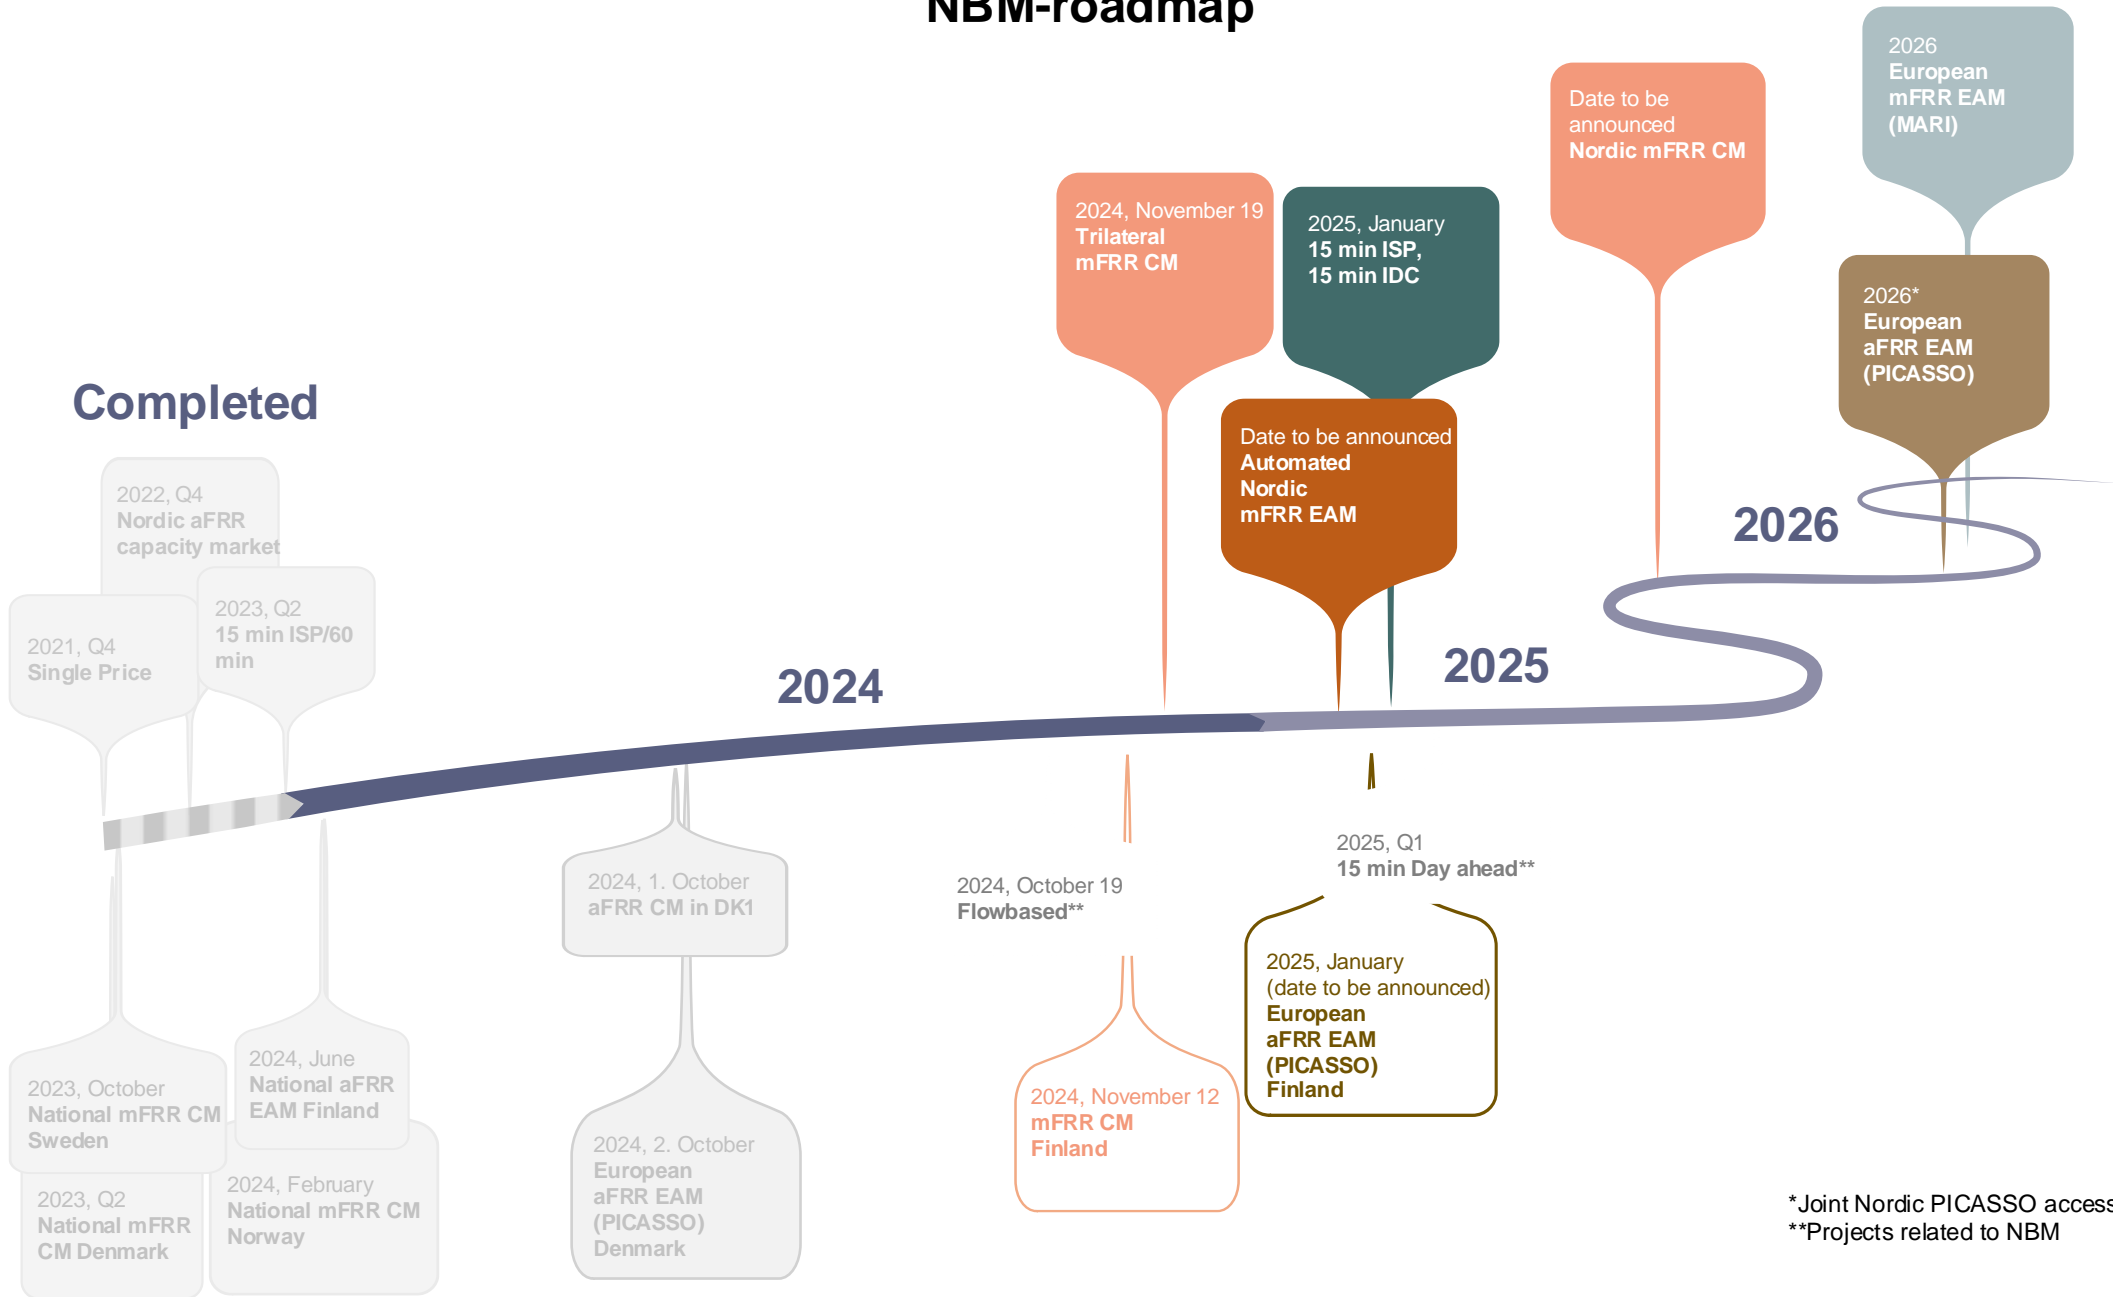 NBM-roadmap
2026
European
mFRR EAM
(MARI)
Date to be
announced
Nordic mFRR CM
2024, November 19
Trilateral
mFRR CM
2025, January
15 min ISP,
15 min IDC
2026*
European
aFRR EAM
(PICASSO)
Completed
Date to be announced
Automated
Nordic
mFRR EAM
2022, Q4
Nordic aFRR
capacity market
2026
2023, Q2
15 min ISP/60
min
2021, Q4
Single Price
2024
2025
2025, Q1
15 min Day ahead**
2024, 1. October
aFRR CM in DK1
2024, October 19
Flowbased**
2025, January
(date to be announced)
European
aFRR EAM
(PICASSO)
Finland
2023, October
National mFRR CM
Sweden
2024, June
National aFRR
EAM Finland
2024, November 12
mFRR CM
Finland
2024, 2. October
European
aFRR EAM
(PICASSO)
Denmark
2023, Q2
National mFRR
CM Denmark
2024, February
National mFRR CM
Norway
*Joint Nordic PICASSO access
**Projects related to NBM